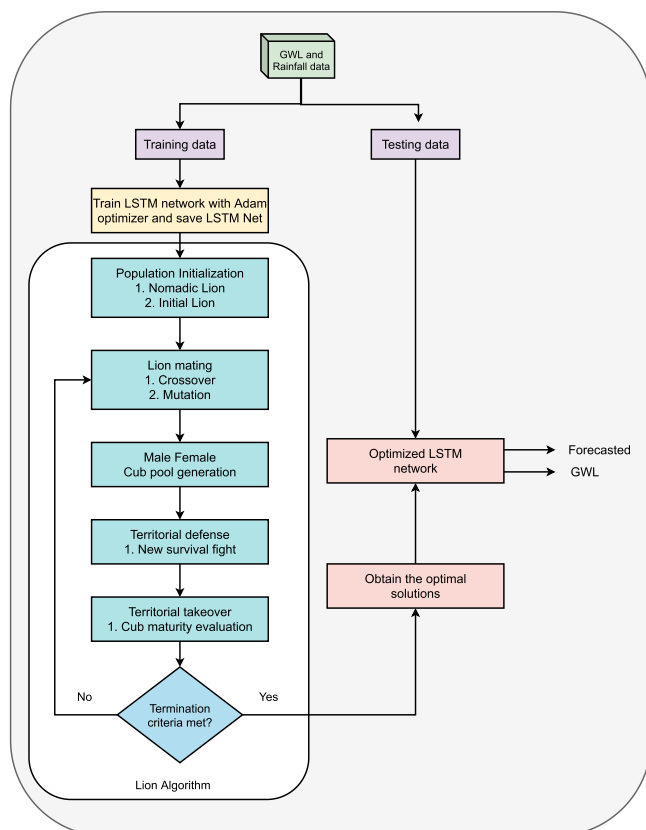 GWL and
Rainfall data
Training data
Testing data
Train LSTM network with Adam
optimizer and save LSTM Net
Population Initialization
1. Nomadic Lion
2. Initial Lion
Lion mating
1. Crossover
2. Mutation
Male Female
Cub pool generation
Territorial defense
1. New survival fight
Territorial takeover
1. Cub maturity evaluation
No
Termination
criteria met?
Yes
Lion Algorithm
Optimized LSTM
network
Forecasted
GWL
Obtain the optimal
solutions